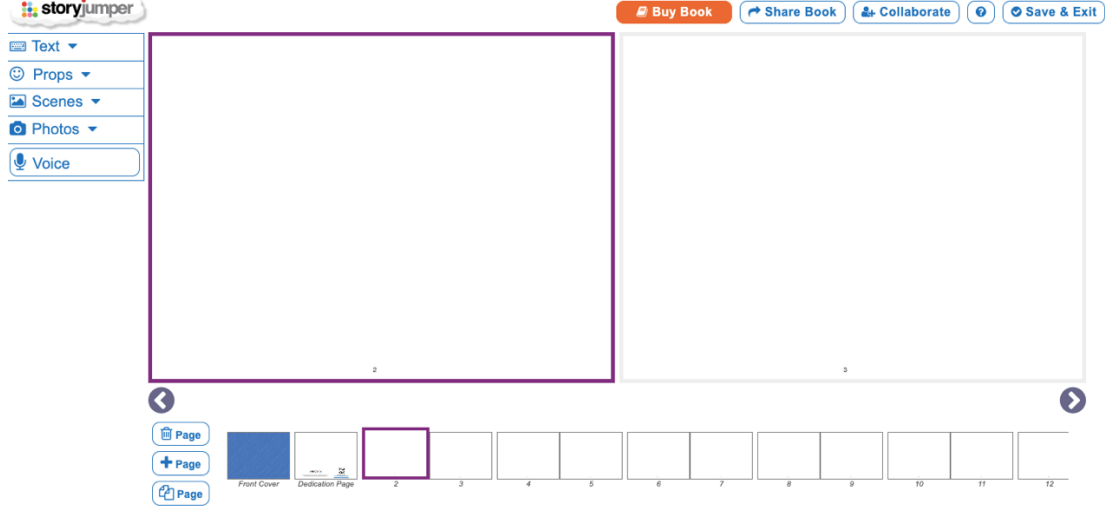 storyjumper
Buy Book
Share Book
Collaborate
Save & Exit
Text
Props
Scenes
Photos
Voice
2
3
Page
Page
Page
Front Cover
Dedication Page
2
3
4
5
6
7
8
9
10
11
12